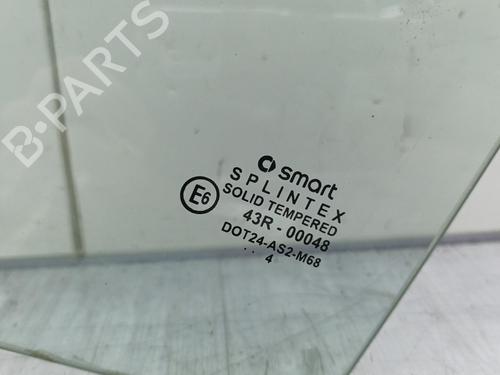 B-PARTS
smart
SPLINTEX
SOLID TEMPERED
E6
43R - 00048
DOT24-AS2-M68
.. 4